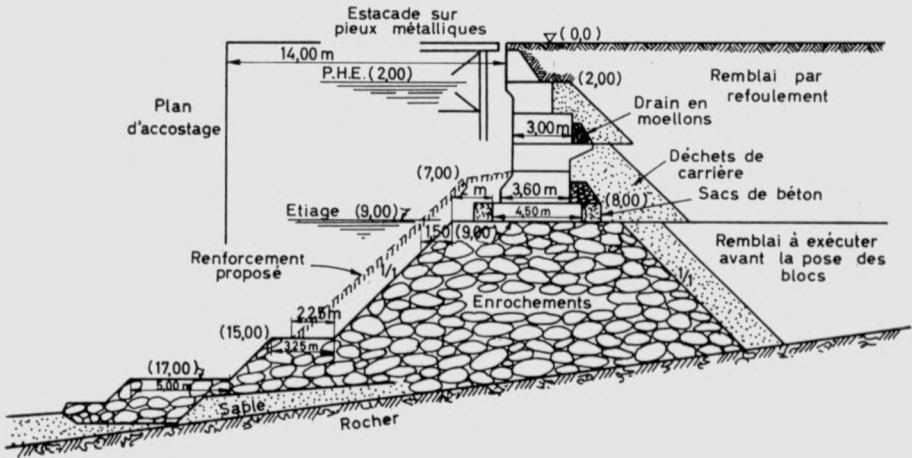 Estacade sur
pieux métalliques
(0,0)
14,00 m
P.H.E. (2,00)
(2,00)
Remblai par
refoulement
Plan
d'accostage
Drain en
moellons
3,00m
Déchets de
carrière
(7,00)
2 m
3,60 m
(8,00)
Sacs de béton
4,50 m
Etiage (9,00)
1,50
(9,00)
Remblai à exécuter
avant la pose des
blocs
Renforcement
proposé
1/1
1/1
Enrochements
2,25m
(15,00)
3,25 m
(17,00)
5,00m
Sable
Rocher